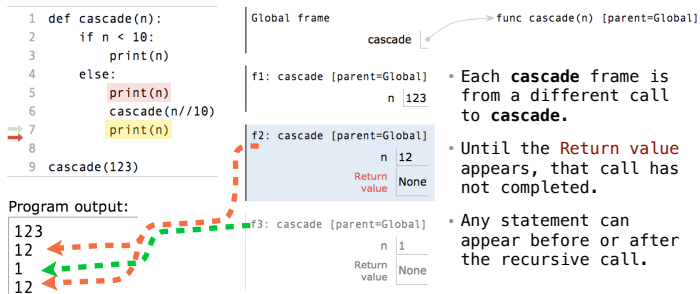 1 def cascade(n):
2 if n < 10:
3 print(n)
4 else:
5 print(n)
6 cascade(n//10)
7 print(n)
8
9 cascade(123)
Program output:
123
12
1
12
Global frame
cascade
func cascade(n) [parent=Global]
f1: cascade [parent=Global]
n 123
f2: cascade [parent=Global]
n 12
Return
value None
f3: cascade [parent=Global]
n 1
Return
value None
• Each cascade frame is
from a different call
to cascade.
• Until the Return value
appears, that call has
not completed.
• Any statement can
appear before or after
the recursive call.